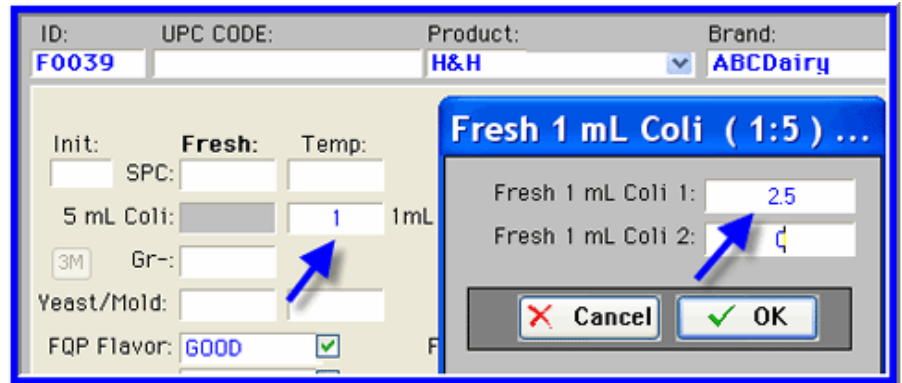 ID: UPC CODE: Product: Brand:
F0039 H&H ABCDairy
Fresh 1 mL Coli ( 1:5 ) ...
Init: Fresh: Temp:
SPC:
Fresh 1 mL Coli 1: 2.5
5 mL Coli: 1 1mL
Fresh 1 mL Coli 2:
3M Gr-:
Yeast/Mold:
Cancel OK
FQP Flavor: GOOD F